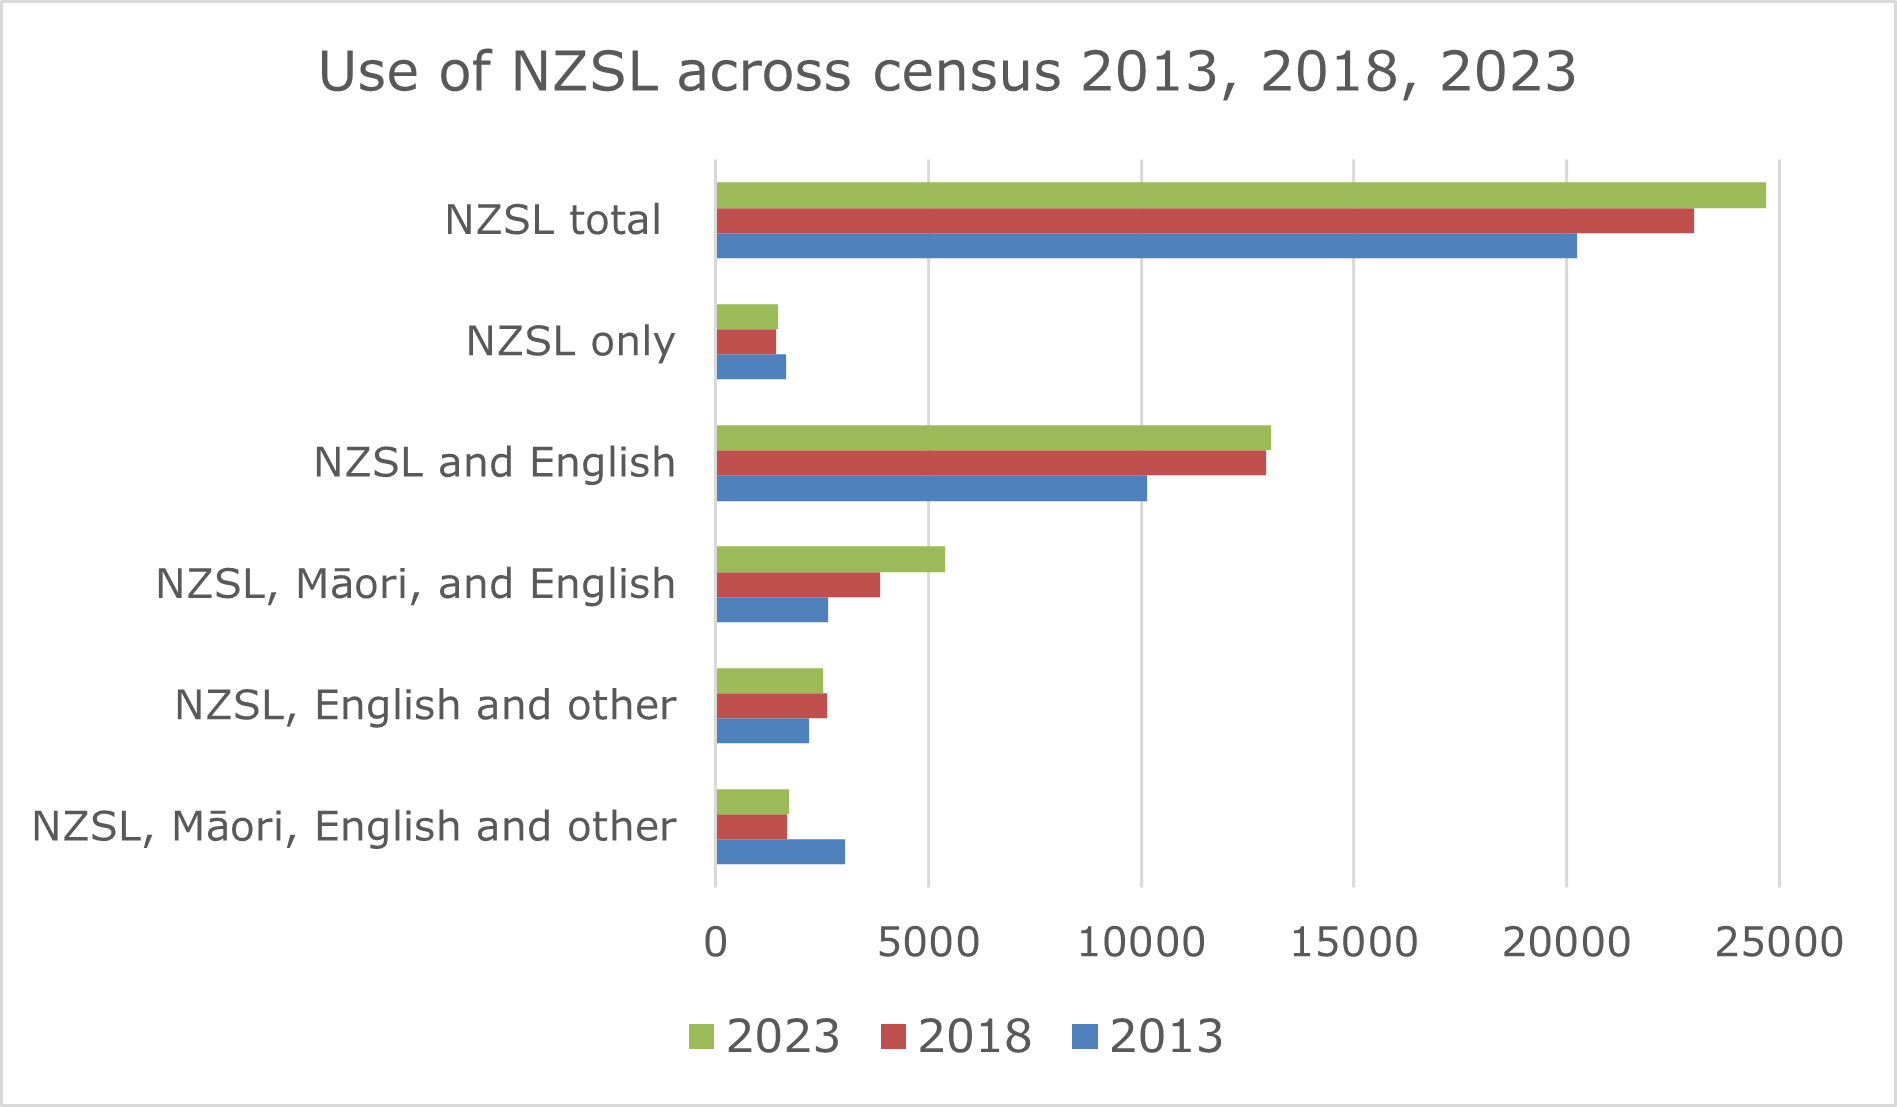 Use of NZSL across census 2013, 2018, 2023
NZSL total
NZSL only
NZSL and English
NZSL, Māori, and English
NZSL, English and other
NZSL, Māori, English and other
0 5000 10000 15000 20000 25000
2023 2018 2013